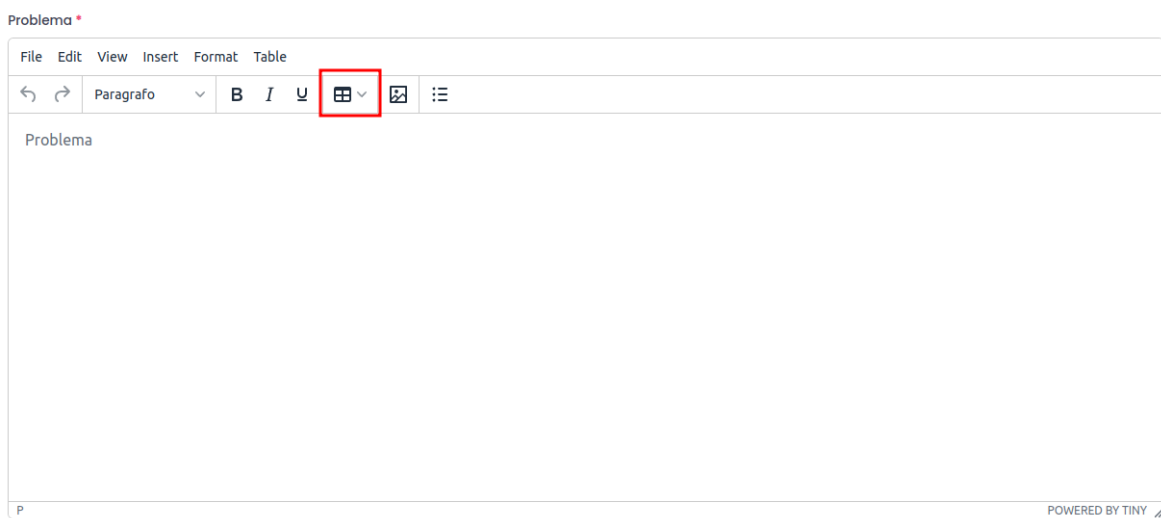 Problema *
File Edit View Insert Format Table
Paragrafo B I U
Problema
P POWERED BY TINY